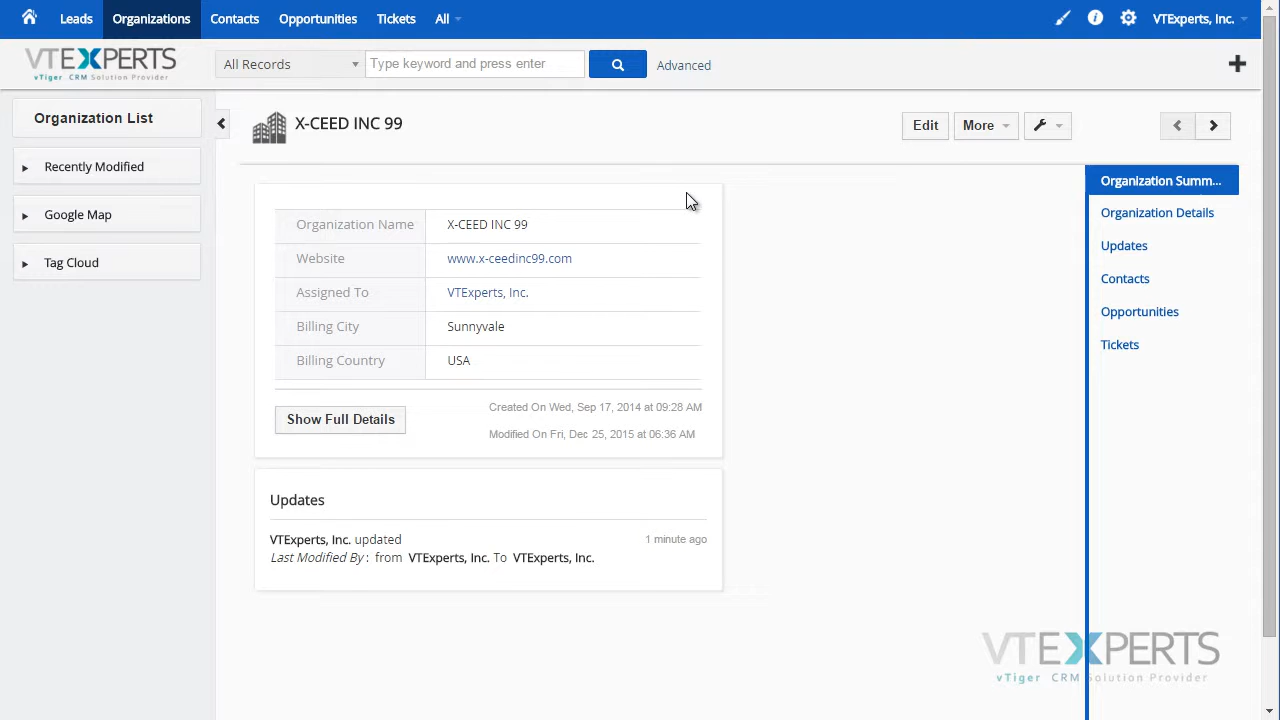 Leads Organizations Contacts Opportunities Tickets All VTExperts, Inc.
VTEXPERTS
vTiger CRM Solution Provider
All Records Type keyword and press enter Advanced
Organization List
Recently Modified
Google Map
Tag Cloud
X-CEED INC 99
Edit More
Organization Name X-CEED INC 99
Website www.x-ceedinc99.com
Assigned To VTExperts, Inc.
Billing City Sunnyvale
Billing Country USA
Show Full Details
Created On Wed, Sep 17, 2014 at 09:28 AM
Modified On Fri, Dec 25, 2015 at 06:36 AM
Updates
VTExperts, Inc. updated 1 minute ago
Last Modified By : from VTExperts, Inc. To VTExperts, Inc.
Organization Summ...
Organization Details
Updates
Contacts
Opportunities
Tickets
VTEXPERTS
vTiger CRM Solution Provider